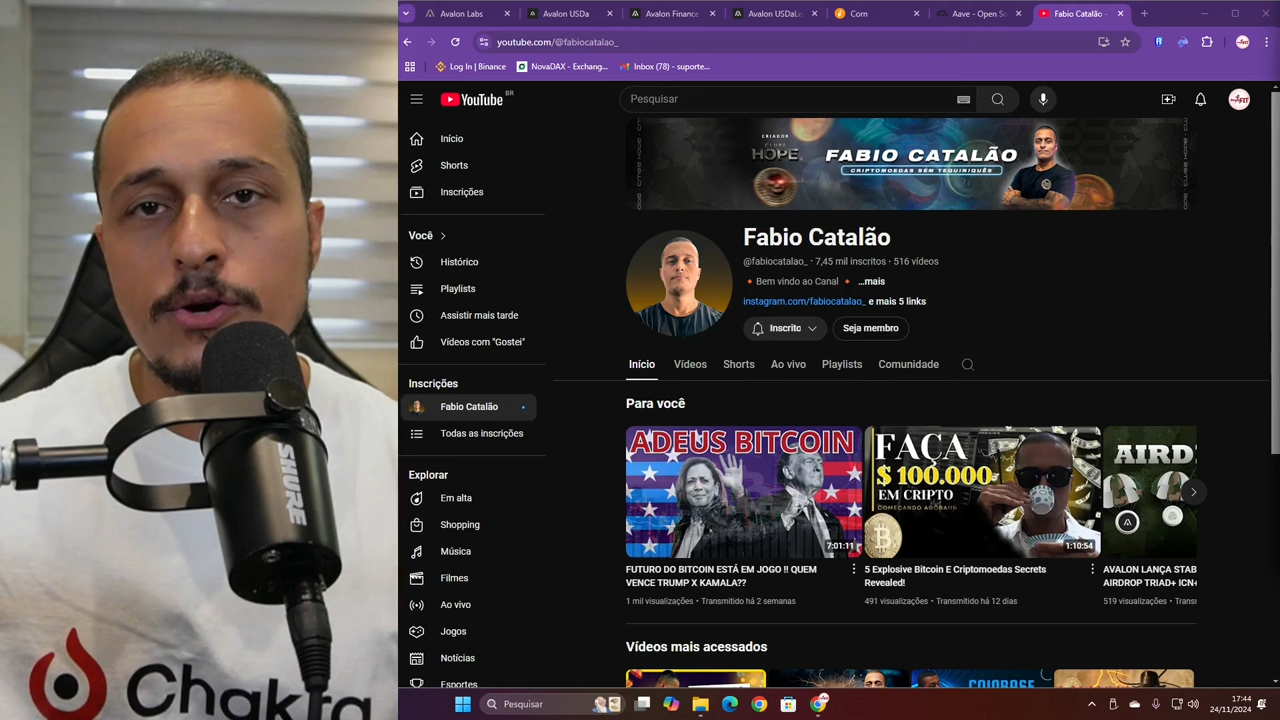 Avalon Labs
Avalon USDa
Avalon Finance
Avalon USDaLe
Corn
Aave - Open So
Fabio Catalão -
youtube.com/@fabiocatalao_
Log In | Binance
NovaDAX - Exchang...
Inbox (78) - suporte...
YouTube BR
Pesquisar
Início
Shorts
Inscrições
Você
Histórico
Playlists
Assistir mais tarde
Vídeos com "Gostei"
Inscrições
Fabio Catalão
Todas as inscrições
Explorar
Em alta
Shopping
Música
Filmes
Ao vivo
Jogos
Notícias
Esportes
CRIADOR
CLUBE
HOPE.
FABIO CATALÃO
CRIPTOMOEDAS SEM TEQUINIQUÊS
Fabio Catalão
@fabiocatalao_ • 7,45 mil inscritos • 516 vídeos
Bem vindo ao Canal ...mais
instagram.com/fabiocatalao_ e mais 5 links
Inscrito
Seja membro
Início
Vídeos
Shorts
Ao vivo
Playlists
Comunidade
Para você
ADEUS BITCOIN
7:01:11
FUTURO DO BITCOIN ESTÁ EM JOGO !! QUEM
VENCE TRUMP X KAMALA??
1 mil visualizações • Transmitido há 2 semanas
FAÇA
$ 100.000
EM CRIPTO
COMEÇANDO AGORA!!!
1:10:54
5 Explosive Bitcoin E Criptomoedas Secrets
Revealed!
491 visualizações • Transmitido há 12 dias
AIRD
AVALON LANÇA STAB
AIRDROP TRIAD+ ICN+
519 visualizações • Transm
Vídeos mais acessados
COINBASE
SHURE
Chakra
Pesquisar
17:44
24/11/2024